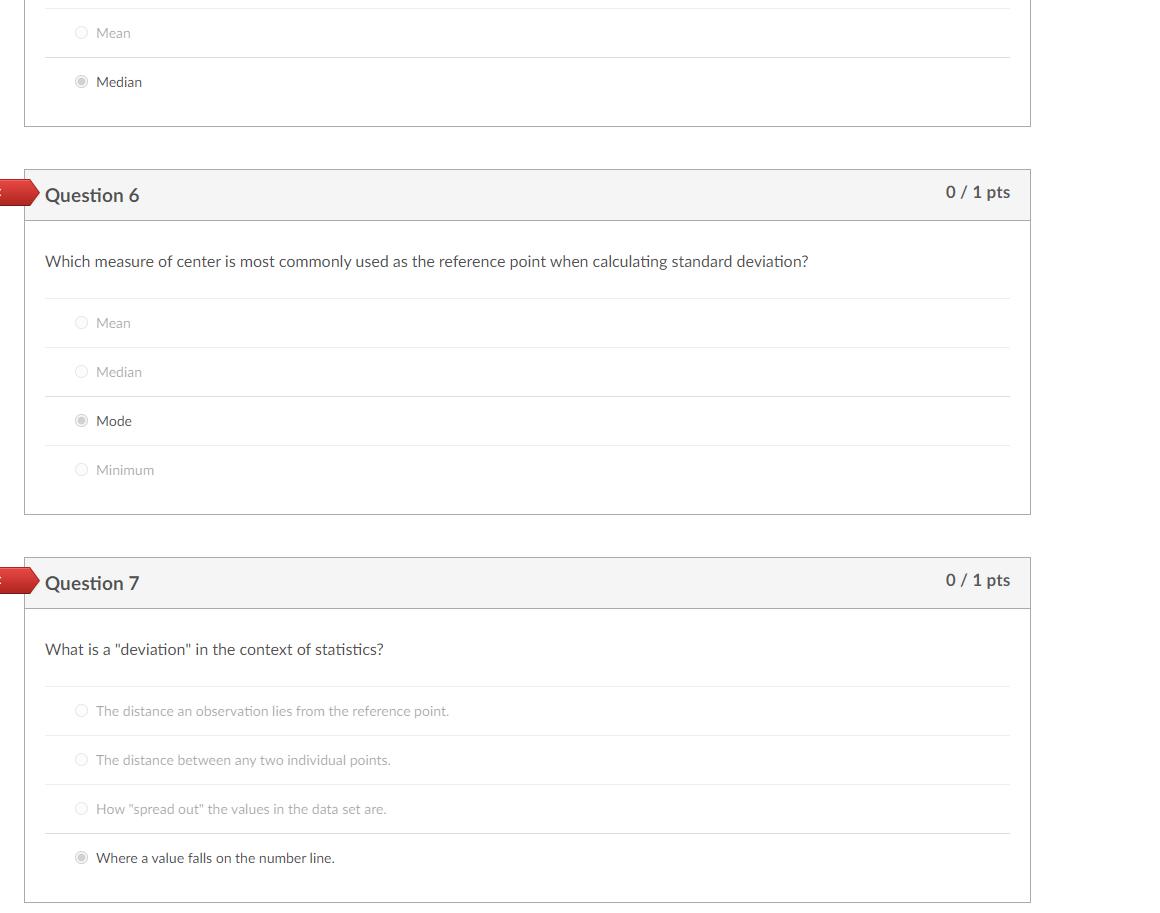 Mean
Median
Question 6
0 / 1 pts
Which measure of center is most commonly used as the reference point when calculating standard deviation?
Mean
Median
Mode
Minimum
Question 7
0 / 1 pts
What is a "deviation" in the context of statistics?
The distance an observation lies from the reference point.
The distance between any two individual points.
How "spread out" the values in the data set are.
Where a value falls on the number line.